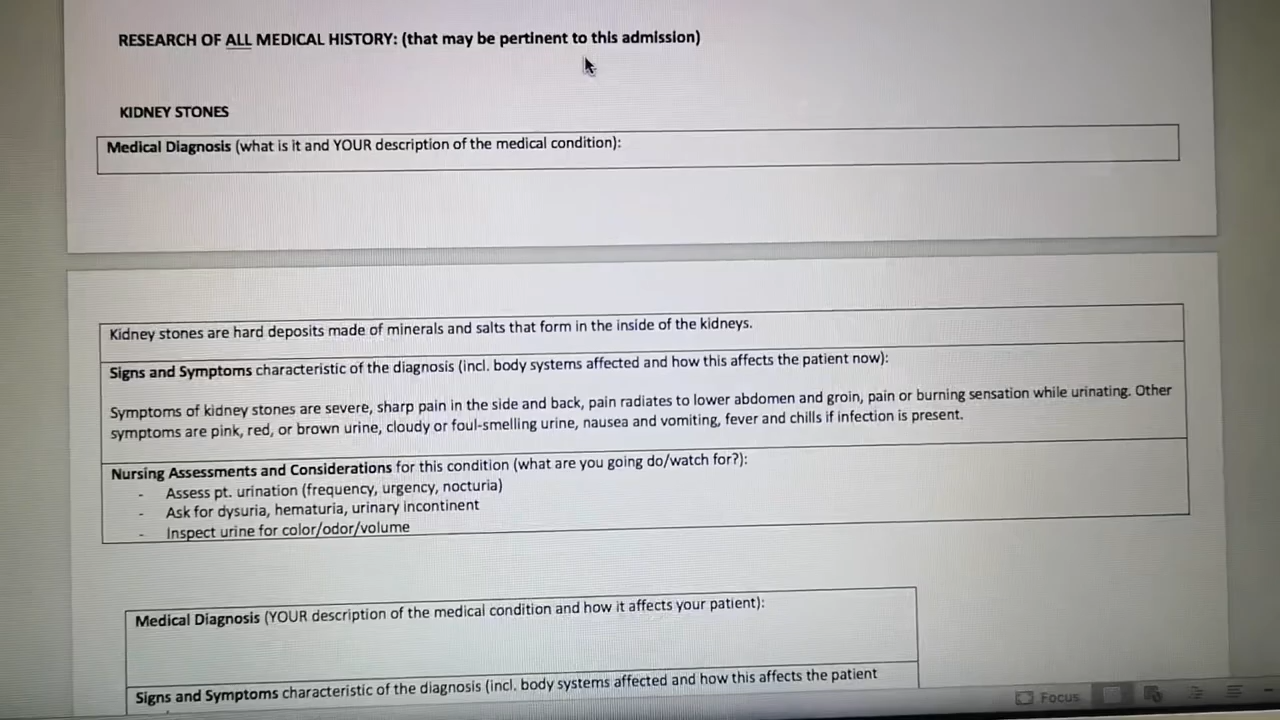 RESEARCH OF ALL MEDICAL HISTORY: (that may be pertinent to this admission)
KIDNEY STONES
Medical Diagnosis (what is it and YOUR description of the medical condition):
Kidney stones are hard deposits made of minerals and salts that form in the inside of the kidneys.
Signs and Symptoms characteristic of the diagnosis (incl. body systems affected and how this affects the patient now):
Symptoms of kidney stones are severe, sharp pain in the side and back, pain radiates to lower abdomen and groin, pain or burning sensation while urinating. Other
symptoms are pink, red, or brown urine, cloudy or foul-smelling urine, nausea and vomiting, fever and chills if infection is present.
Nursing Assessments and Considerations for this condition (what are you going do/watch for?):
- Assess pt. urination (frequency, urgency, nocturia)
- Ask for dysuria, hematuria, urinary incontinent
- Inspect urine for color/odor/volume
Medical Diagnosis (YOUR description of the medical condition and how it affects your patient):
Signs and Symptoms characteristic of the diagnosis (incl. body systems affected and how this affects the patient
Focus